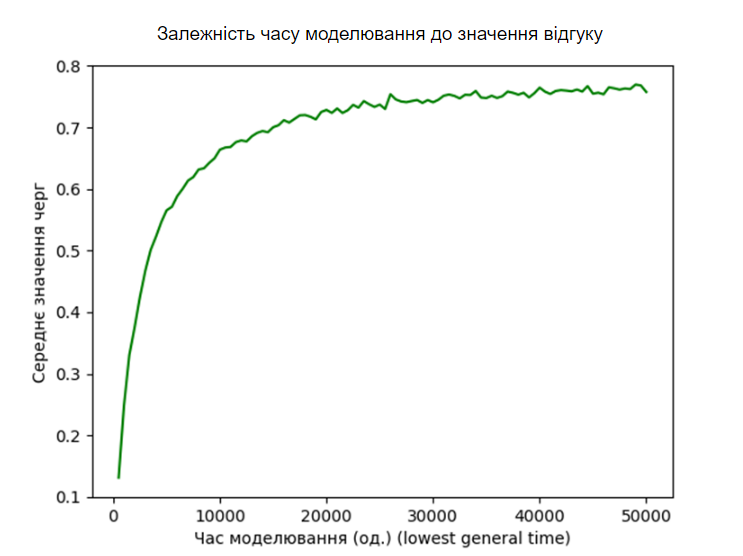 Залежність часу моделювання до значення відгуку
0.8
0.7
0.6
0.5
0.4
0.3
0.2
0.1
Середнє значення черг
0 10000 20000 30000 40000 50000
Час моделювання (од.) (lowest general time)